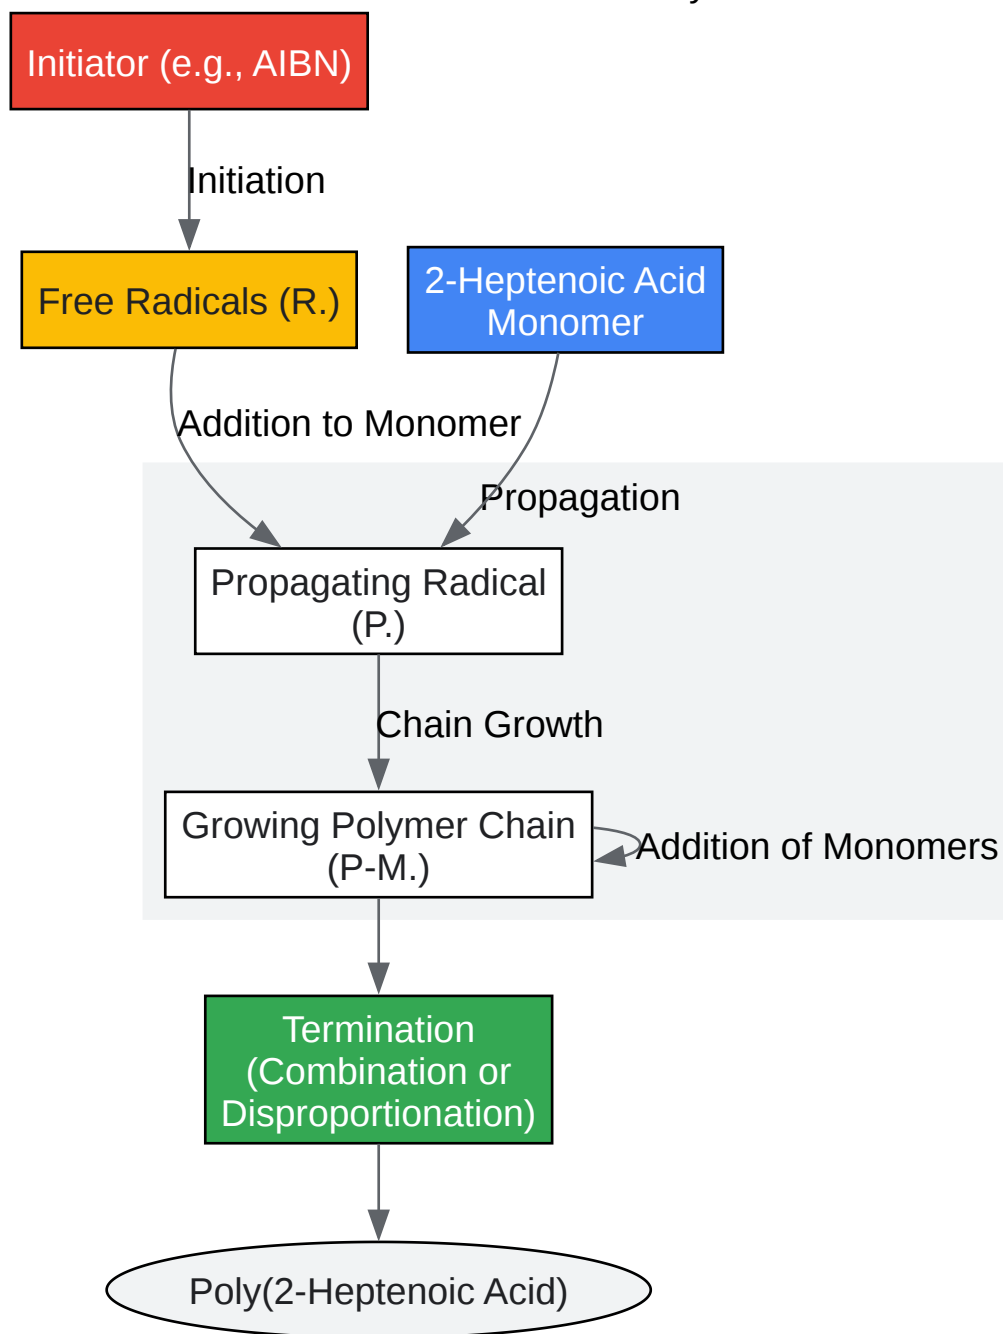 Initiator (e.g., AIBN)
Initiation
Free Radicals (R.)
2-Heptenoic Acid
Monomer
Addition to Monomer
Propagation
Propagating Radical
(P.)
Chain Growth
Growing Polymer Chain
(P-M.)
Addition of Monomers
Termination
(Combination or
Disproportionation)
Poly(2-Heptenoic Acid)